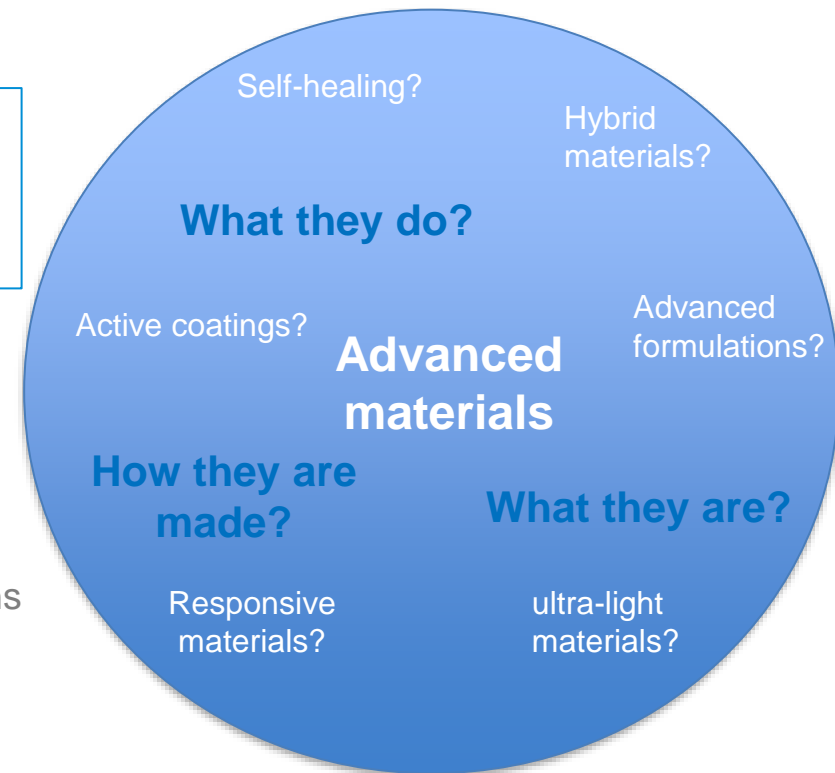 Self-healing?
Hybrid
materials?
What they do?
Active coatings?
Advanced
formulations?
Advanced
materials
How they are
made?
What they are?
Responsive
materials?
ultra-light
materials?